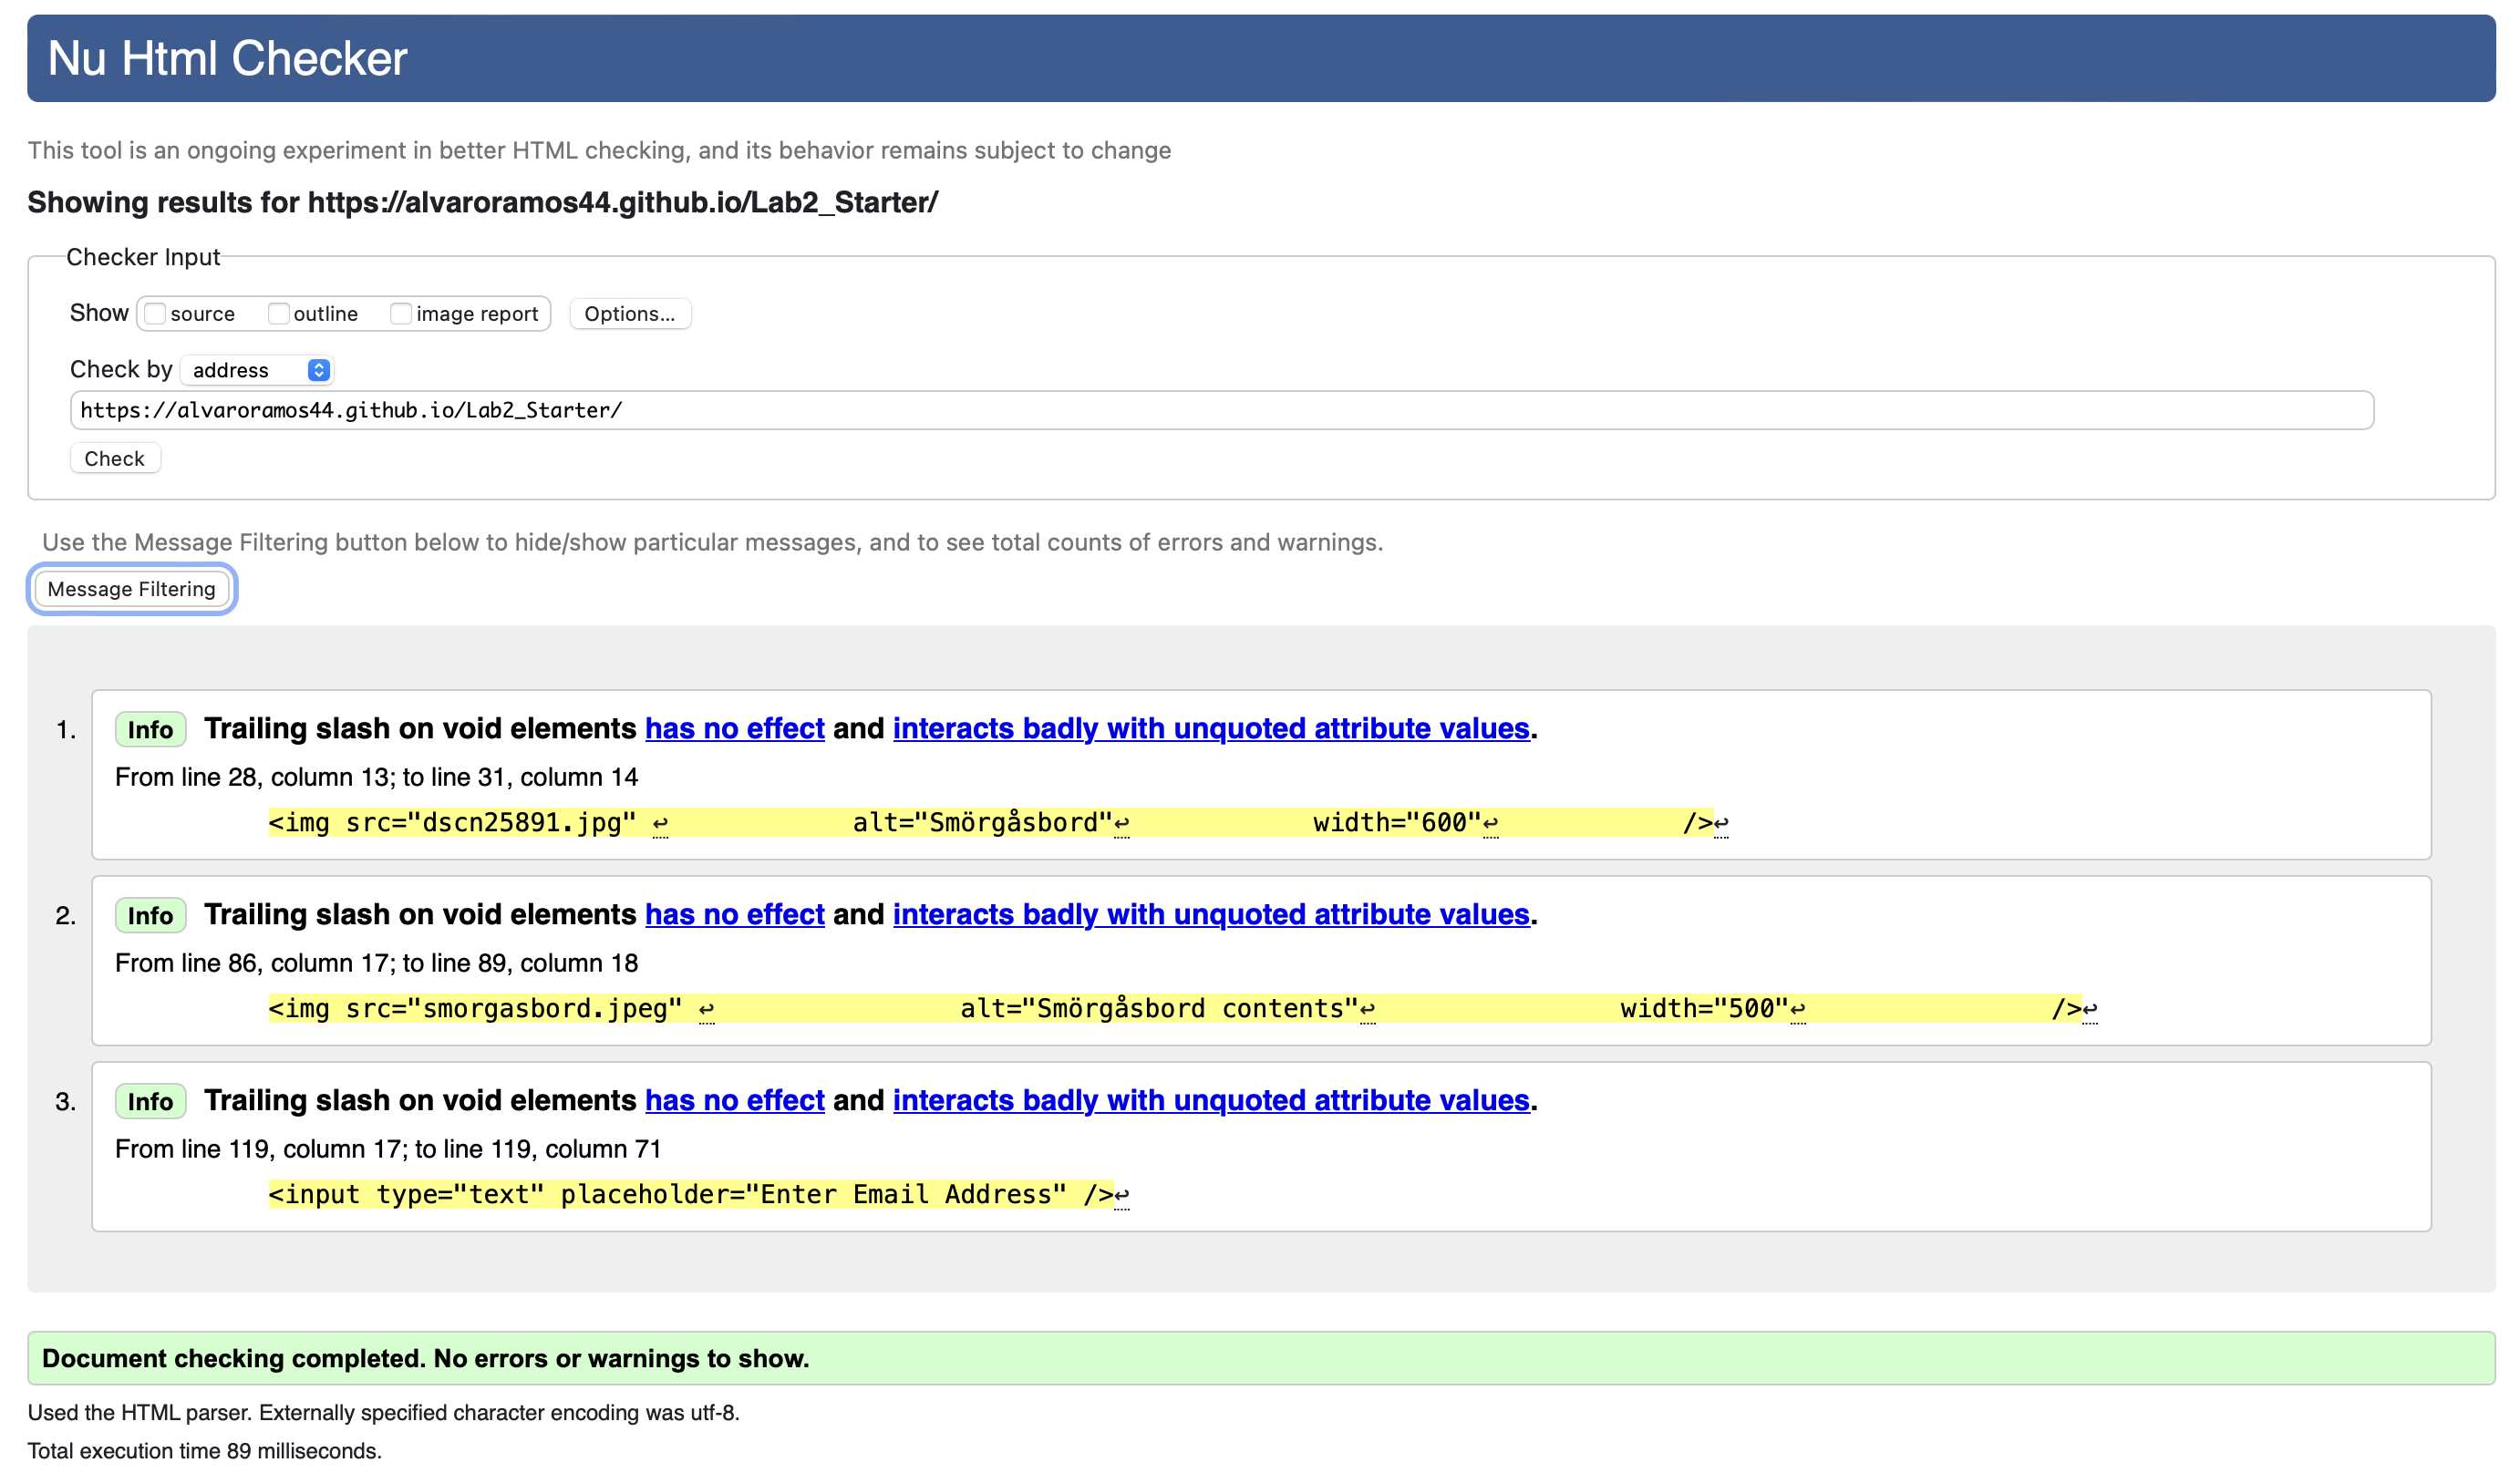 Nu Html Checker
This tool is an ongoing experiment in better HTML checking, and its behavior remains subject to change
Showing results for https://alvaroramos44.github.io/Lab2_Starter/
Checker Input
Show source outline image report Options...
Check by address
https://alvaroramos44.github.io/Lab2_Starter/
Check
Use the Message Filtering button below to hide/show particular messages, and to see total counts of errors and warnings.
Message Filtering
1. Info Trailing slash on void elements has no effect and interacts badly with unquoted attribute values.
From line 28, column 13; to line 31, column 14
<img src="dscn25891.jpg" ↩ alt="Smörgåsbord"↩ width="600"↩ />↩
2. Info Trailing slash on void elements has no effect and interacts badly with unquoted attribute values.
From line 86, column 17; to line 89, column 18
<img src="smorgasbord.jpeg" ↩ alt="Smörgåsbord contents"↩ width="500"↩ />↩
3. Info Trailing slash on void elements has no effect and interacts badly with unquoted attribute values.
From line 119, column 17; to line 119, column 71
<input type="text" placeholder="Enter Email Address" />↩
Document checking completed. No errors or warnings to show.
Used the HTML parser. Externally specified character encoding was utf-8.
Total execution time 89 milliseconds.